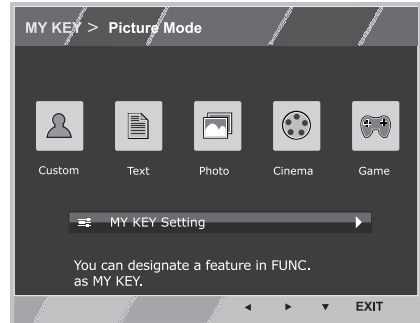 MY KEY > Picture Mode
Custom Text Photo Cinema Game
MY KEY Setting
You can designate a feature in FUNC.
as MY KEY.
EXIT